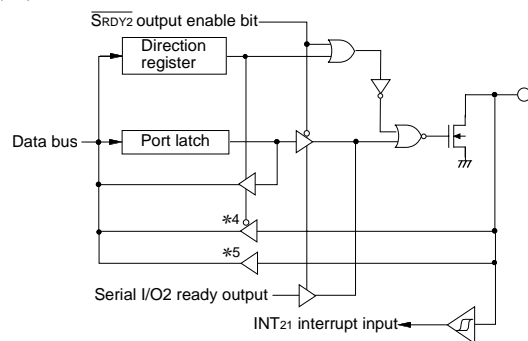 SRDY2 output enable bit
Direction
register
Data bus
Port latch
*4
*5
Serial I/O2 ready output
INT21 interrupt input